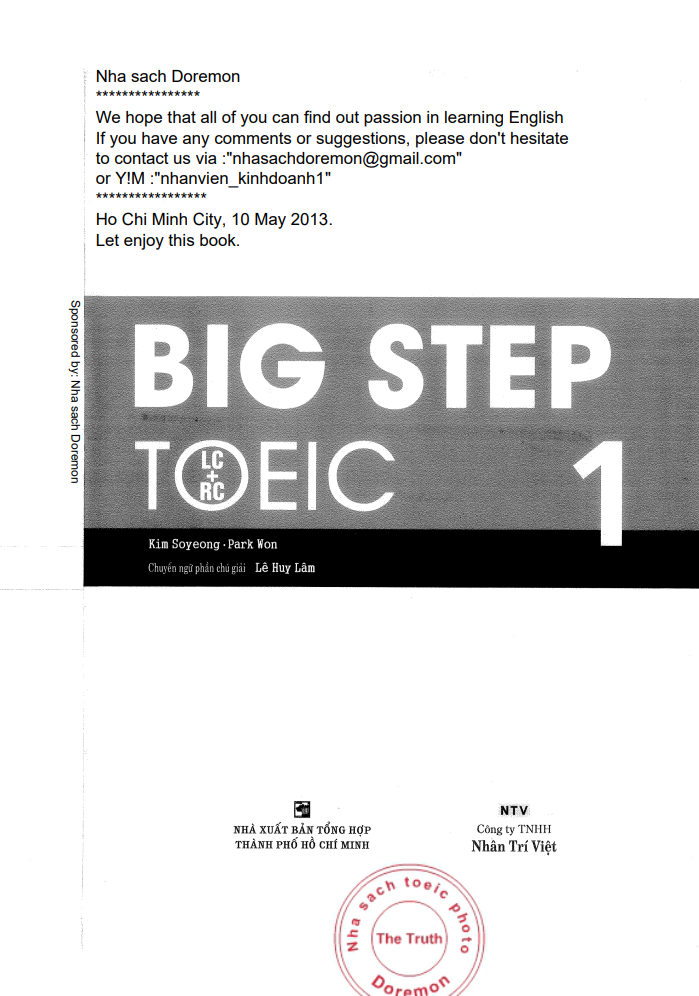 Nha sach Doremon
****************
We hope that all of you can find out passion in learning English
If you have any comments or suggestions, please don't hesitate
to contact us via :"nhasachdoremon@gmail.com"
or Y!M :"nhanvien_kinhdoanh1"
*****************
Ho Chi Minh City, 10 May 2013.
Let enjoy this book.
Sponsored by: Nha sach Doremon
BIG STEP
TOEIC 1
LC
+
RC
Kim Soyeong · Park Won
Chuyển ngữ phần chú giải Lê Huy Lâm
NHÀ XUẤT BẢN TỔNG HỢP
THÀNH PHỐ HỒ CHÍ MINH
NTV
Công ty TNHH
Nhân Trí Việt
Nha sach toeic photo
The Truth
Doremon